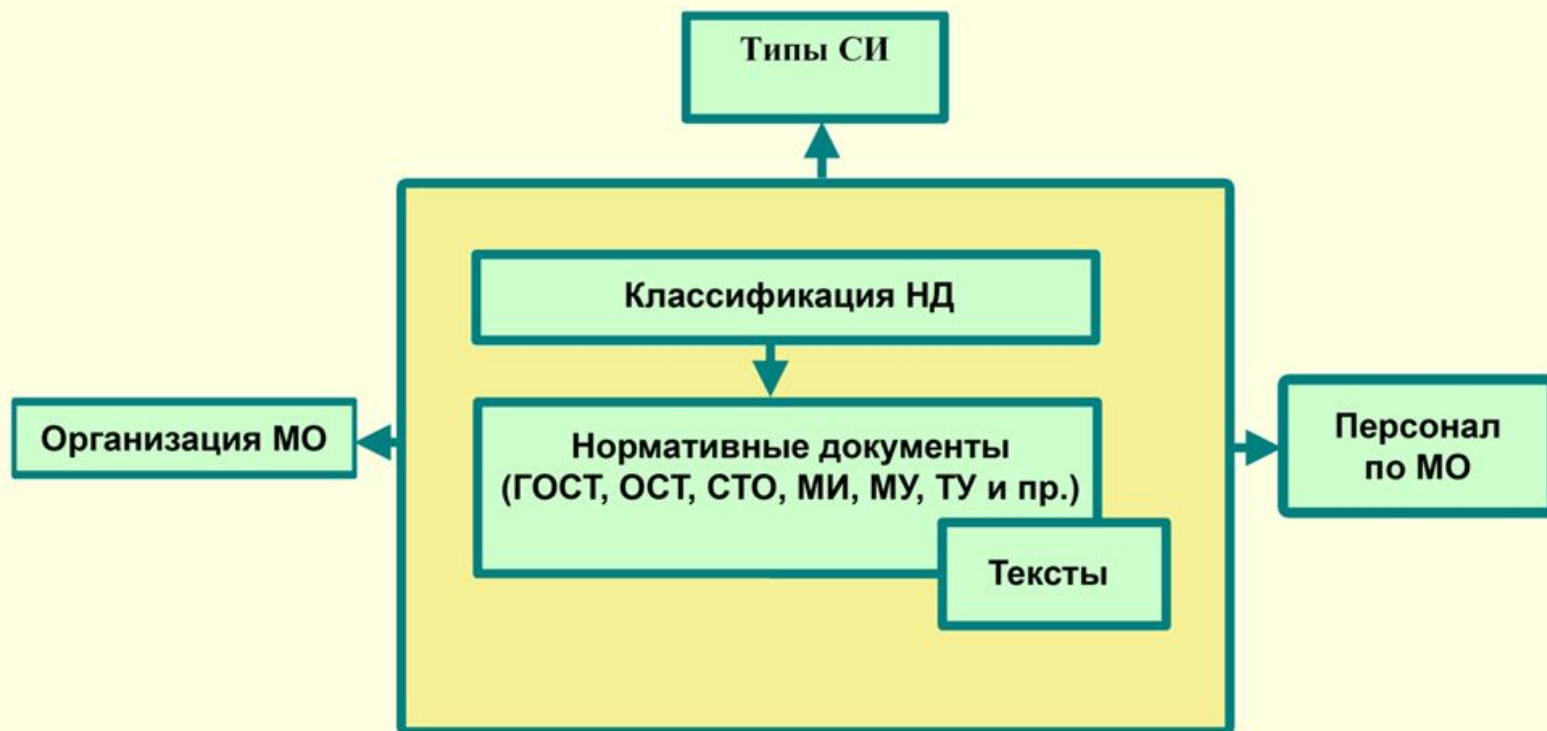 Типы СИ
Классификация НД
Организация МО
Нормативные документы
(ГОСТ, ОСТ, СТО, МИ, МУ, ТУ и пр.)
Персонал
по МО
Тексты